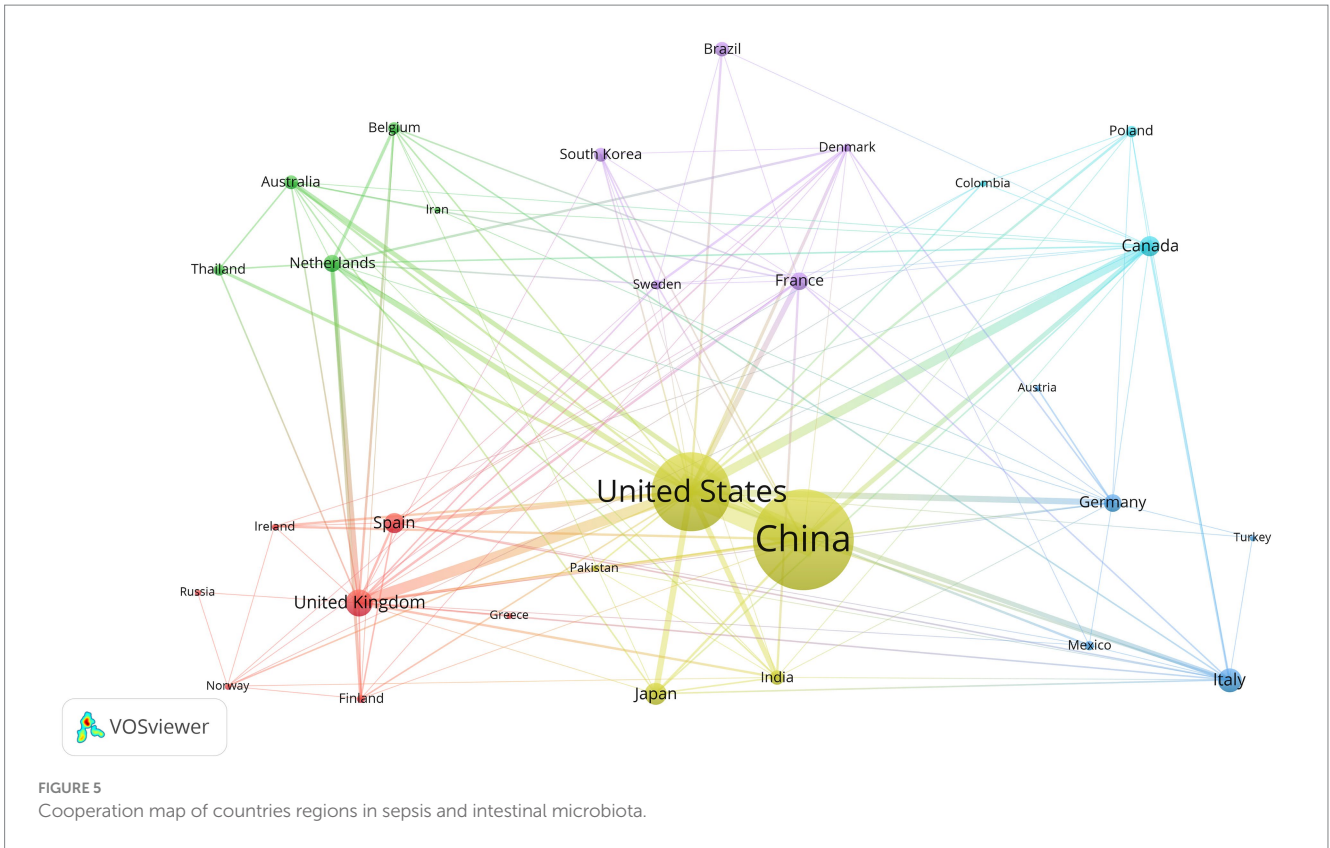 Brazil
Belgium
Poland
South Korea
Denmark
Australia
Colombia
Iran
Canada
Netherlands
Thailand
Sweden
France
Austria
United States
Germany
Spain
Ireland
China
Turkey
Pakistan
Russia
United Kingdom
Greece
Mexico
India
Italy
Norway
Japan
Finland
VOSviewer
FIGURE 5
Cooperation map of countries regions in sepsis and intestinal microbiota.